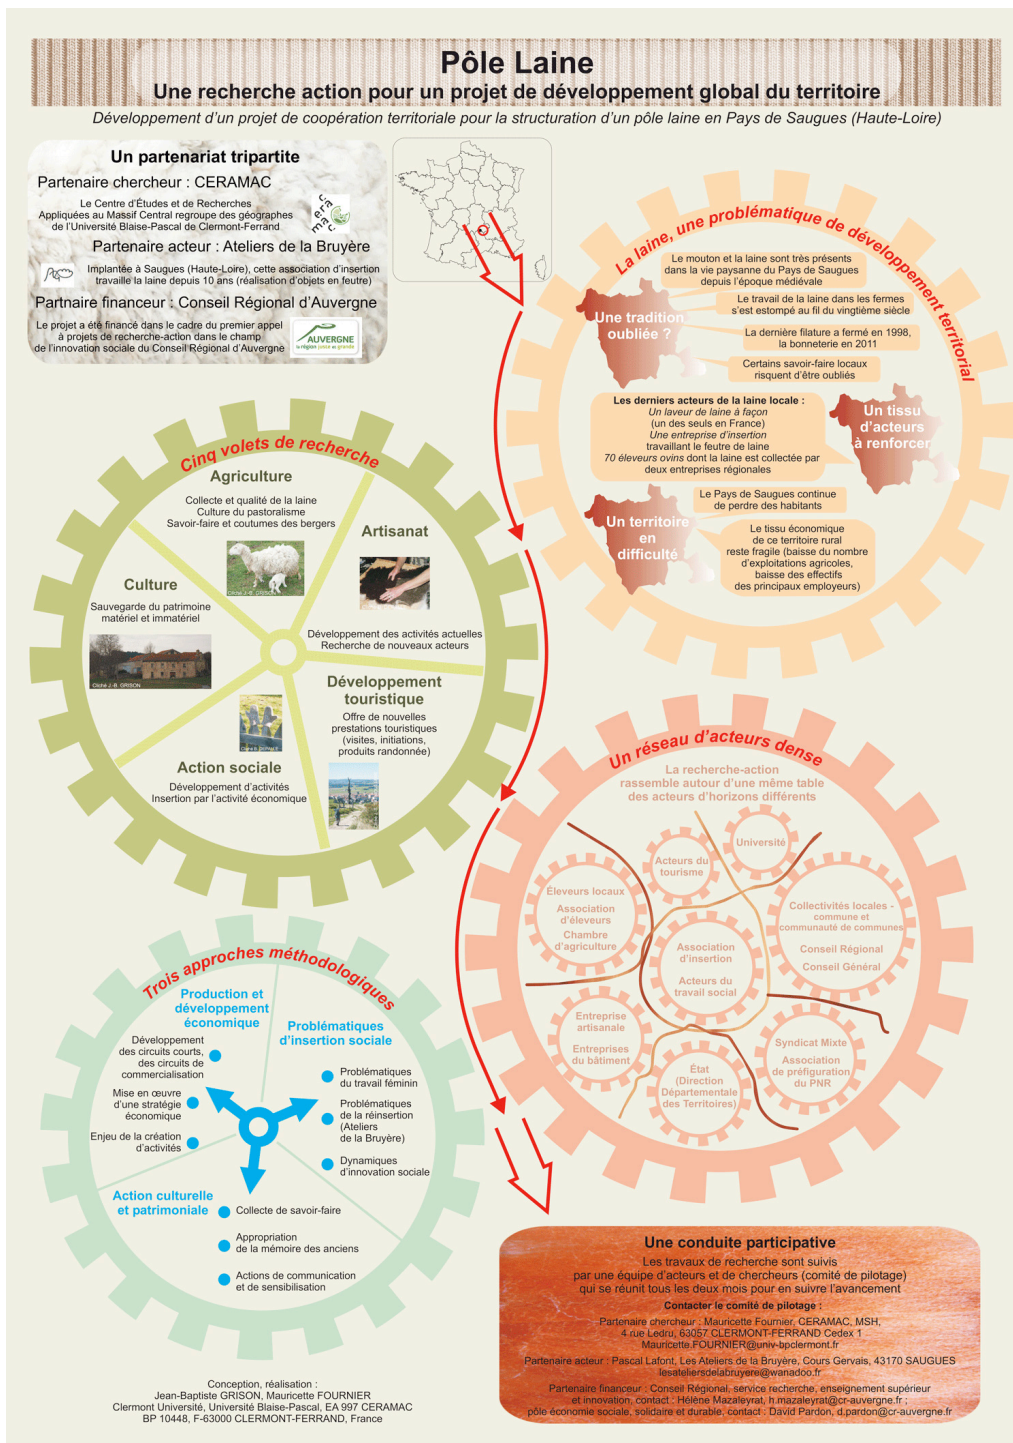 Pôle Laine
Une recherche action pour un projet de développement global du territoire
Développement d'un projet de coopération territoriale pour la structuration d'un pôle laine en Pays de Saugues (Haute-Loire)
Un partenariat tripartite
Partenaire chercheur : CERAMAC
Le Centre d'Études et de Recherches
Appliquées au Massif Central regroupe des géographes
de l'Université Blaise-Pascal de Clermont-Ferrand
ceramac
Partenaire acteur : Ateliers de la Bruyère
Implantée à Saugues (Haute-Loire), cette association d'insertion
travaille la laine depuis 10 ans (réalisation d'objets en feutre)
Partnaire financeur : Conseil Régional d'Auvergne
Le projet a été financé dans le cadre du premier appel
à projets de recherche-action dans le champ
de l'innovation sociale du Conseil Régional d'Auvergne
AUVERGNE
la région juste et grande
La laine, une problématique de développement territorial
Le mouton et la laine sont très présents
dans la vie paysanne du Pays de Saugues
depuis l'époque médiévale
Une tradition
oubliée ?
Le travail de la laine dans les fermes
s'est estompé au fil du vingtième siècle
La dernière filature a fermé en 1998,
la bonneterie en 2011
Certains savoir-faire locaux
risquent d'être oubliés
Les derniers acteurs de la laine locale :
Un laveur de laine à façon
(un des seuls en France)
Une entreprise d'insertion
travaillant le feutre de laine
70 éleveurs ovins dont la laine est collectée par
deux entreprises régionales
Un tissu
d'acteurs
à renforcer
Un territoire
en
difficulté
Le Pays de Saugues continue
de perdre des habitants
Le tissu économique
de ce territoire rural
reste fragile (baisse du nombre
d'exploitations agricoles,
baisse des effectifs
des principaux employeurs)
Cinq volets de recherche
Agriculture
Collecte et qualité de la laine
Culture du pastoralisme
Savoir-faire et coutumes des bergers
Cliché J.-B. GRISON
Artisanat
Développement des activités actuelles
Recherche de nouveaux acteurs
Culture
Sauvegarde du patrimoine
matériel et immatériel
Cliché J.-B. GRISON
Développement
touristique
Offre de nouvelles
prestations touristiques
(visites, initiations,
produits randonnée)
Action sociale
Développement d'activités
Insertion par l'activité économique
Un réseau d'acteurs dense
La recherche-action
rassemble autour d'une même table
des acteurs d'horizons différents
Université
Acteurs du
tourisme
Éleveurs locaux
Association
d'éleveurs
Chambre
d'agriculture
Collectivités locales -
commune et
communauté de communes
Conseil Régional
Conseil Général
Association
d'insertion
Acteurs du
travail social
Entreprise
artisanale
Entreprises
du bâtiment
État
(Direction
Départementale
des Territoires)
Syndicat Mixte
Association
de préfiguration
du PNR
Trois approches méthodologiques
Production et
développement
économique
Développement
des circuits courts,
des circuits de
commercialisation
Mise en œuvre
d'une stratégie
économique
Enjeu de la création
d'activités
Problématiques
d'insertion sociale
Problématiques
du travail féminin
Problématiques
de la réinsertion
(Ateliers
de la Bruyère)
Dynamiques
d'innovation sociale
Action culturelle
et patrimoniale
Collecte de savoir-faire
Appropriation
de la mémoire des anciens
Actions de communication
et de sensibilisation
Une conduite participative
Les travaux de recherche sont suivis
par une équipe d'acteurs et de chercheurs (comité de pilotage)
qui se réunit tous les deux mois pour en suivre l'avancement
Contacter le comité de pilotage :
Partenaire chercheur : Mauricette Fournier, CERAMAC, MSH,
4 rue Ledru, 63057 CLERMONT-FERRAND Cedex 1
Mauricette.FOURNIER@univ-bpclermont.fr
Partenaire acteur : Pascal Lafont, Les Ateliers de la Bruyère, Cours Gervais, 43170 SAUGUES
lesateliersdelabruyere@wanadoo.fr
Partenaire financeur : Conseil Régional, service recherche, enseignement supérieur
et innovation, contact : Hélène Mazaleyrat, h.mazaleyrat@cr-auvergne.fr ;
pôle économie sociale, solidaire et durable, contact : David Pardon, d.pardon@cr-auvergne.fr
Conception, réalisation :
Jean-Baptiste GRISON, Mauricette FOURNIER
Clermont Université, Université Blaise-Pascal, EA 997 CERAMAC
BP 10448, F-63000 CLERMONT-FERRAND, France